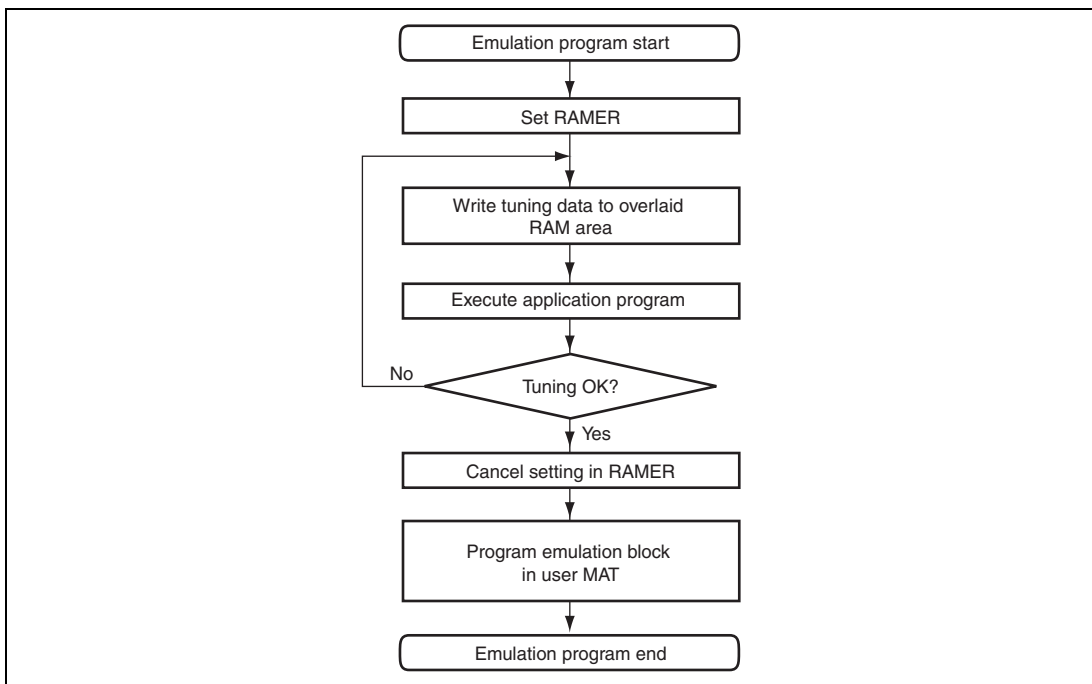 Emulation program start
Set RAMER
Write tuning data to overlaid
RAM area
Execute application program
No
Tuning OK?
Yes
Cancel setting in RAMER
Program emulation block
in user MAT
Emulation program end